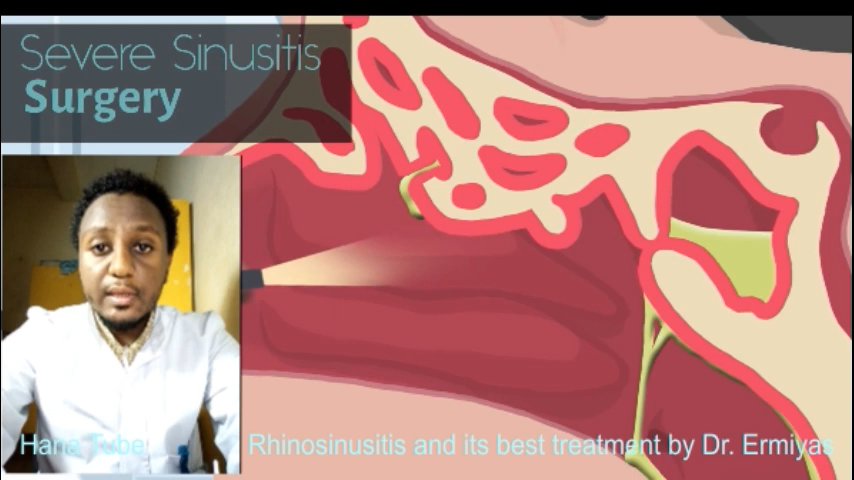 Severe Sinusitis
Surgery
Hana Tube
Rhinosinusitis and its best treatment by Dr. Ermiyas